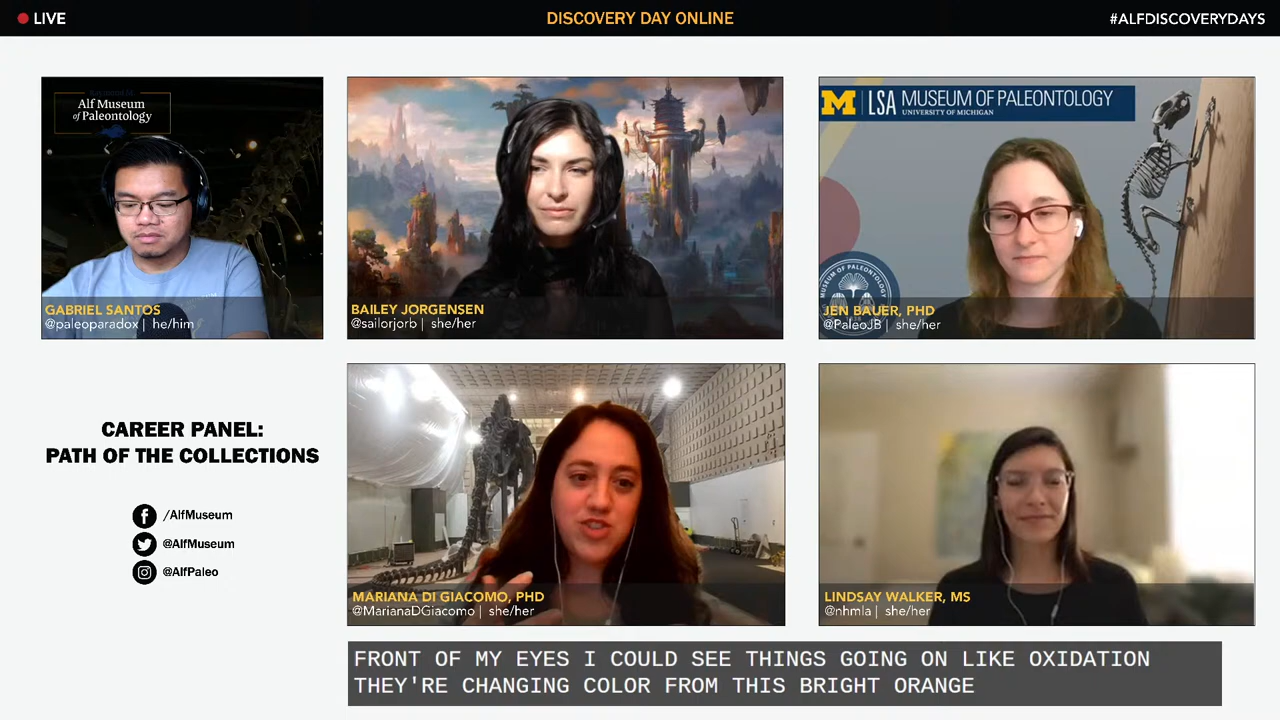 LIVE
DISCOVERY DAY ONLINE
#ALFDISCOVERYDAYS
Alf Museum
of Paleontology
GABRIEL SANTOS
@paleoparadox | he/him
BAILEY JORGENSEN
@sailorjorb | she/her
M LSA MUSEUM OF PALEONTOLOGY
UNIVERSITY OF MICHIGAN
MUSEUM OF PALEONTOLOGY
JEN BAUER, PHD
@PaleoJB | she/her
CAREER PANEL:
PATH OF THE COLLECTIONS
/AlfMuseum
@AlfMuseum
@AlfPaleo
MARIANA DI GIACOMO, PHD
@MarianaDGiacomo | she/her
LINDSAY WALKER, MS
@nhmla | she/her
FRONT OF MY EYES I COULD SEE THINGS GOING ON LIKE OXIDATION
THEY'RE CHANGING COLOR FROM THIS BRIGHT ORANGE